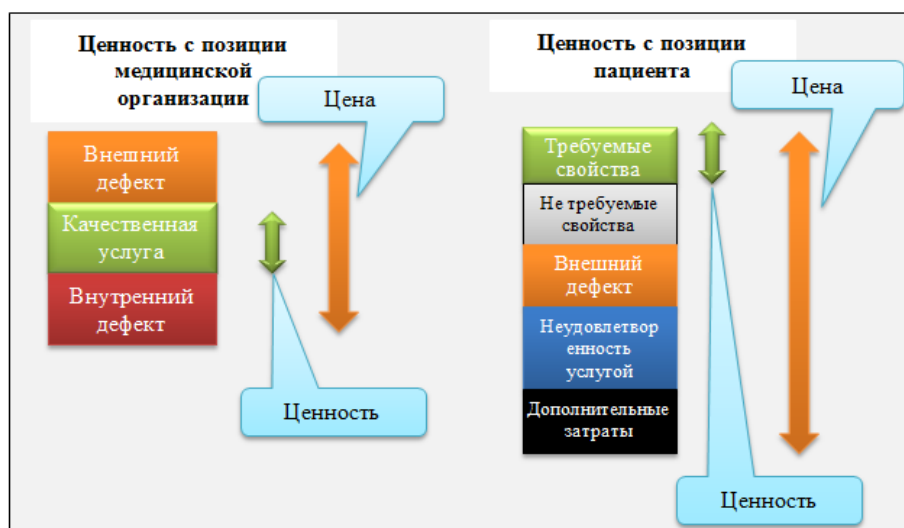 Ценность с позиции
медицинской
организации
Цена
Внешний
дефект
Качественная
услуга
Внутренний
дефект
Ценность
Ценность с позиции
пациента
Цена
Требуемые
свойства
Не требуемые
свойства
Внешний
дефект
Неудовлетвор
енность
услугой
Дополнительные
затраты
Ценность